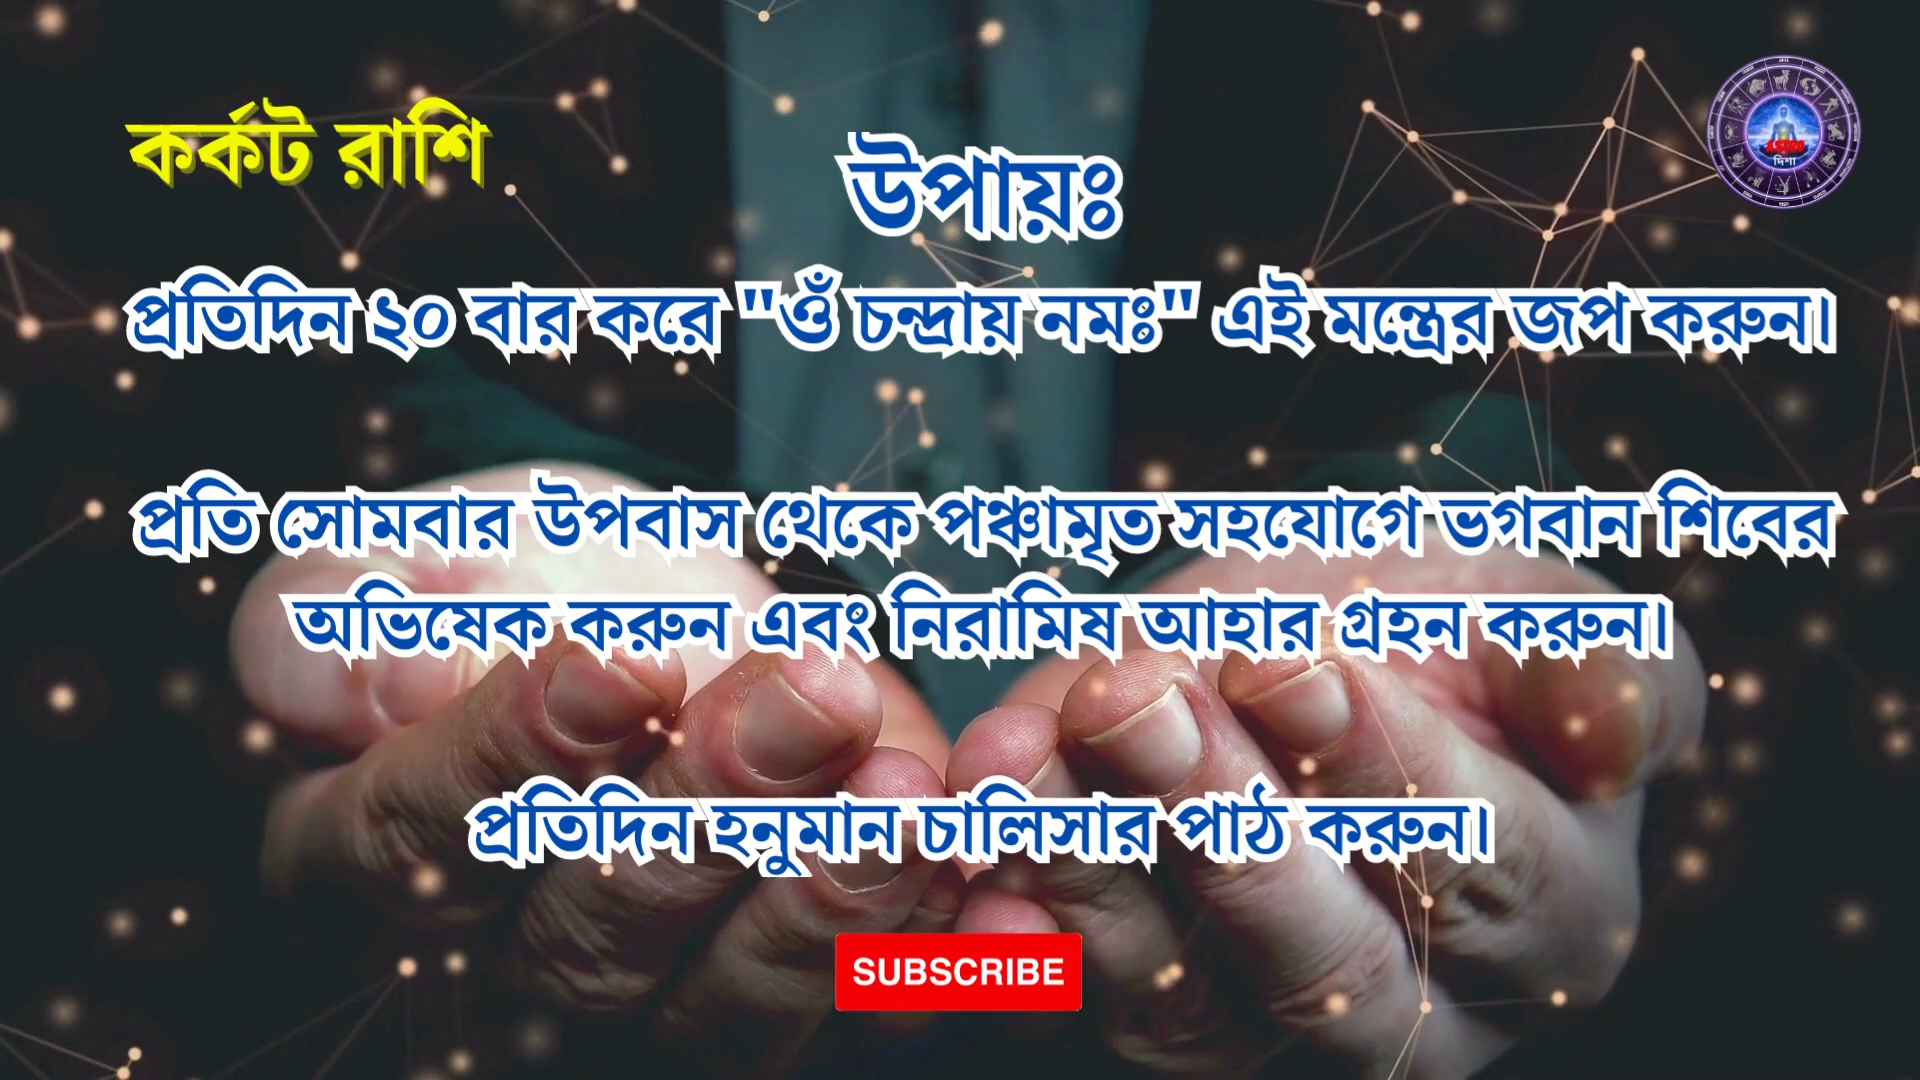 কর্কট রাশি
উপায়ঃ
প্রতিদিন ২০ বার করে "ওঁ চন্দ্রায় নমঃ" এই মন্ত্রের জপ করুন।
প্রতি সোমবার উপবাস থেকে পঞ্চামৃত সহযোগে ভগবান শিবের
অভিষেক করুন এবং নিরামিষ আহার গ্রহন করুন।
প্রতিদিন হনুমান চালিসার পাঠ করুন।
SUBSCRIBE
ASTRO
দিশা